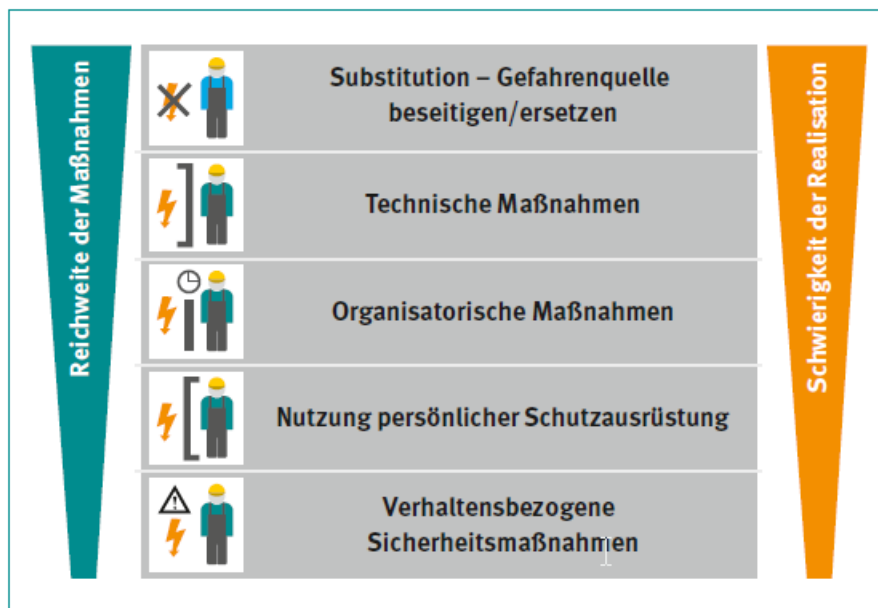 Reichweite der Maßnahmen
Substitution – Gefahrenquelle
beseitigen/ersetzen
Technische Maßnahmen
Organisatorische Maßnahmen
Nutzung persönlicher Schutzausrüstung
Verhaltensbezogene
Sicherheitsmaßnahmen
Schwierigkeit der Realisation